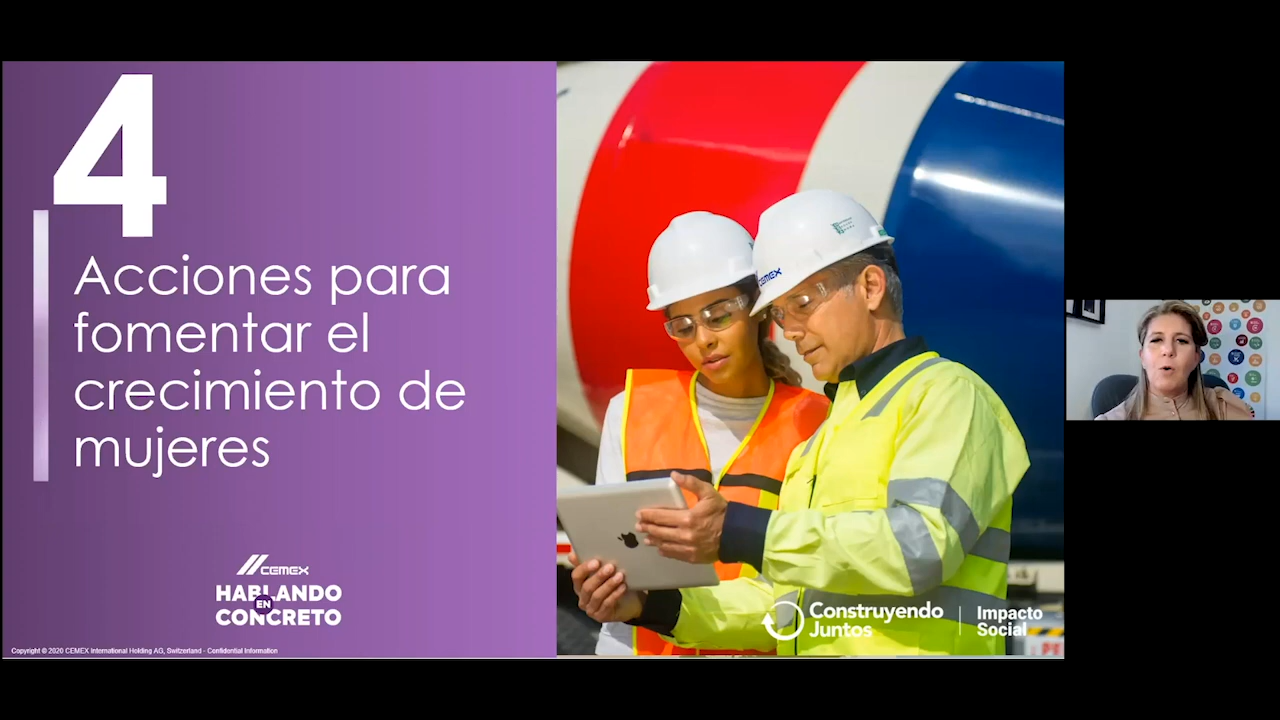 4
Acciones para
fomentar el
crecimiento de
mujeres
CEMEX
HABLANDO
EN
CONCRETO
Copyright © 2020 CEMEX International Holding AG, Switzerland - Confidential Information
CEMEX
Construyendo
Juntos
Impacto
Social